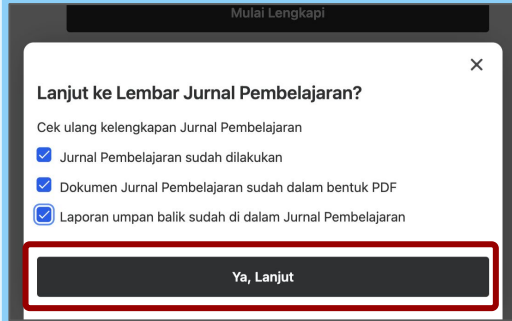 Mulai Lengkapi
Lanjut ke Lembar Jurnal Pembelajaran?
Cek ulang kelengkapan Jurnal Pembelajaran
Jurnal Pembelajaran sudah dilakukan
Dokumen Jurnal Pembelajaran sudah dalam bentuk PDF
Laporan umpan balik sudah di dalam Jurnal Pembelajaran
Ya, Lanjut